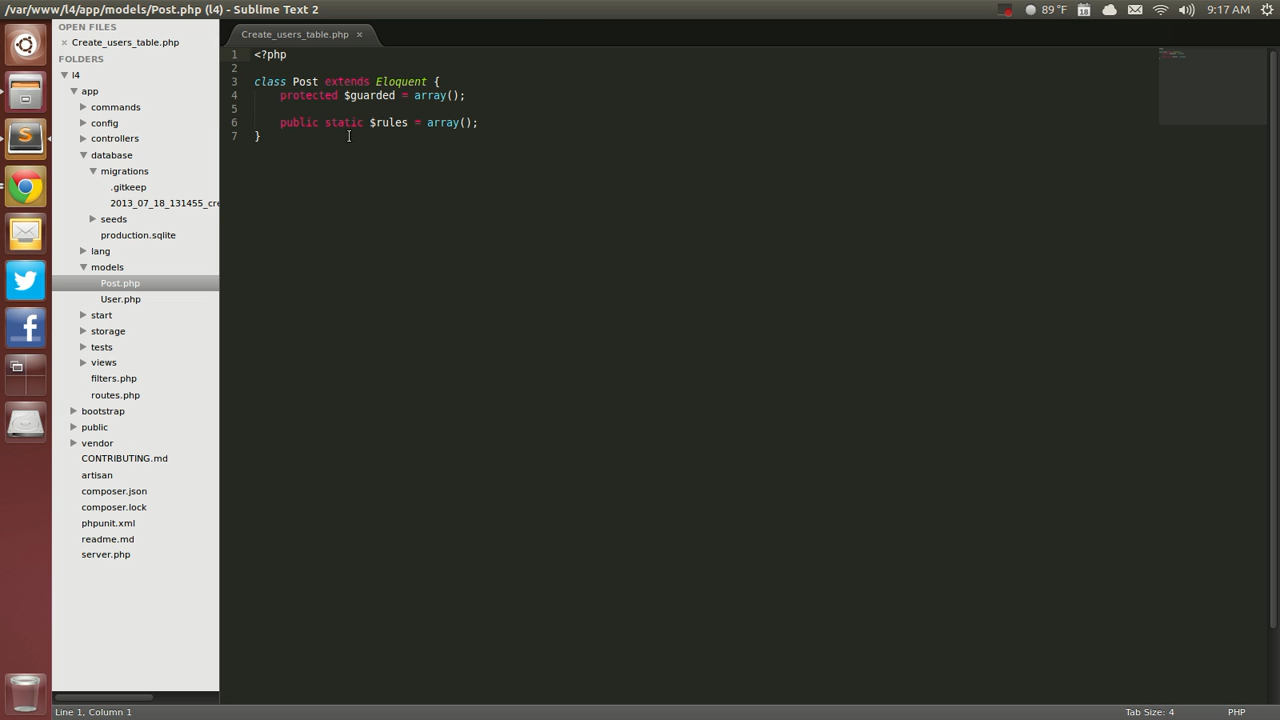 /var/www/l4/app/models/Post.php (l4) - Sublime Text 2
89°F
18
9:17 AM
OPEN FILES
× Create_users_table.php
FOLDERS
l4
app
commands
config
controllers
database
migrations
.gitkeep
2013_07_18_131455_cre
seeds
production.sqlite
lang
models
Post.php
User.php
start
storage
tests
views
filters.php
routes.php
bootstrap
public
vendor
CONTRIBUTING.md
artisan
composer.json
composer.lock
phpunit.xml
readme.md
server.php
Create_users_table.php ×
1 <?php
2
3 class Post extends Eloquent {
4 protected $guarded = array();
5
6 public static $rules = array();
7 }
Line 1, Column 1
Tab Size: 4
PHP